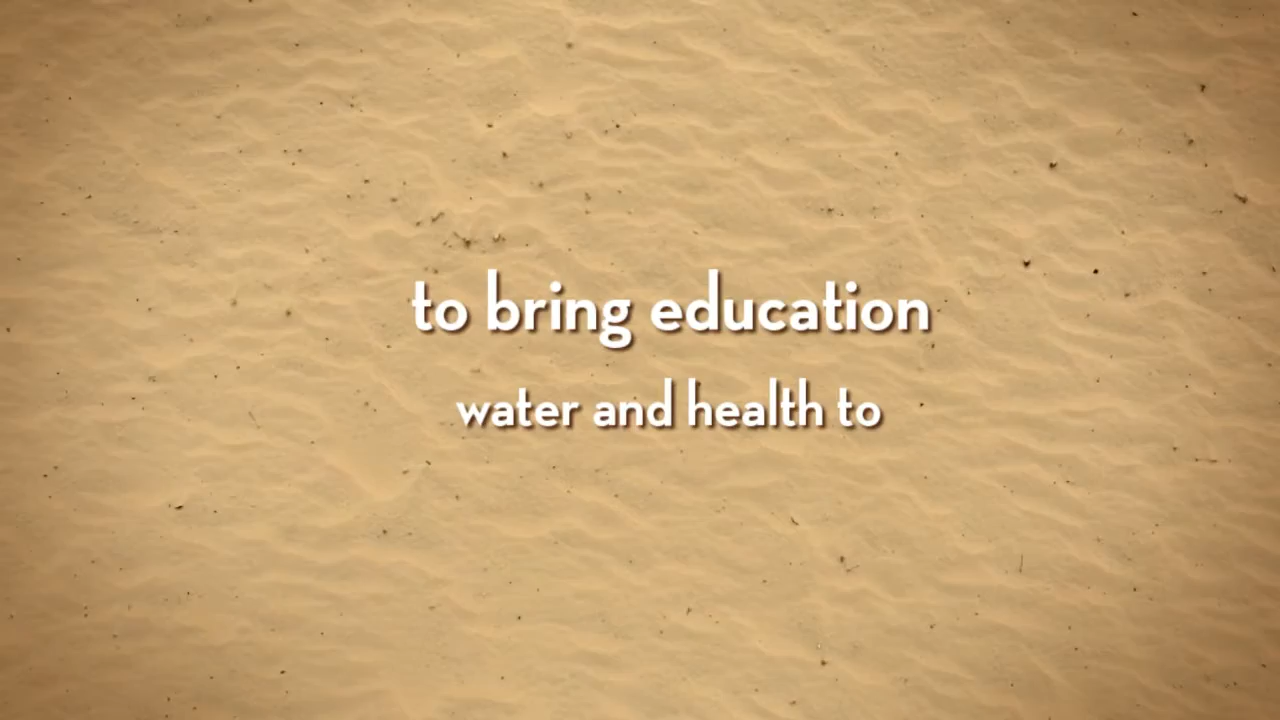 to bring education
water and health to